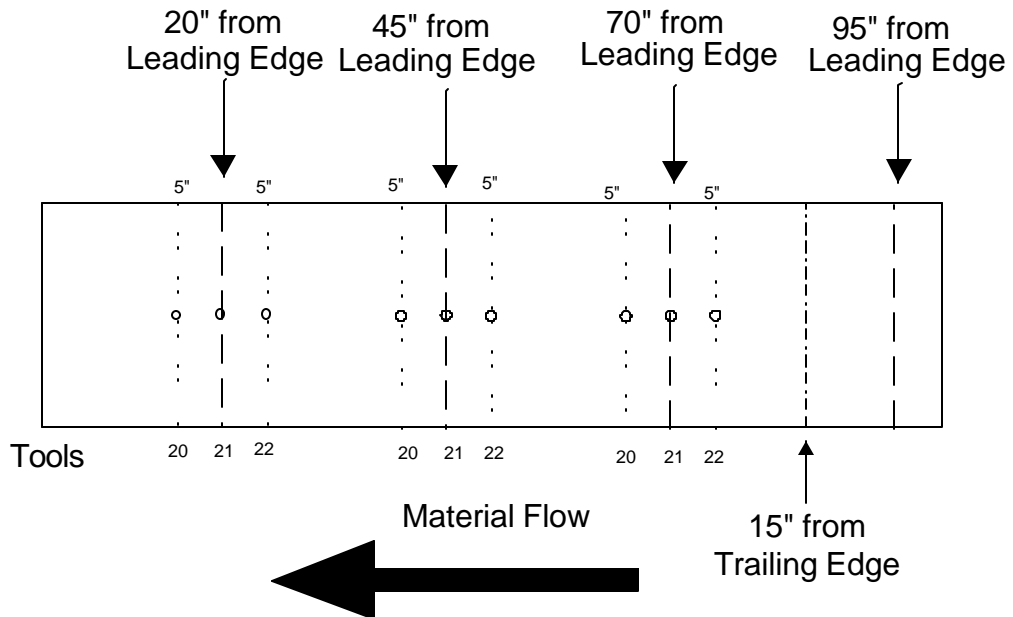 20" from
Leading Edge
45" from
Leading Edge
70" from
Leading Edge
95" from
Leading Edge
5"
5"
5"
5"
5"
5"
Tools
20
21
22
20
21
22
20
21
22
Material Flow
15" from
Trailing Edge